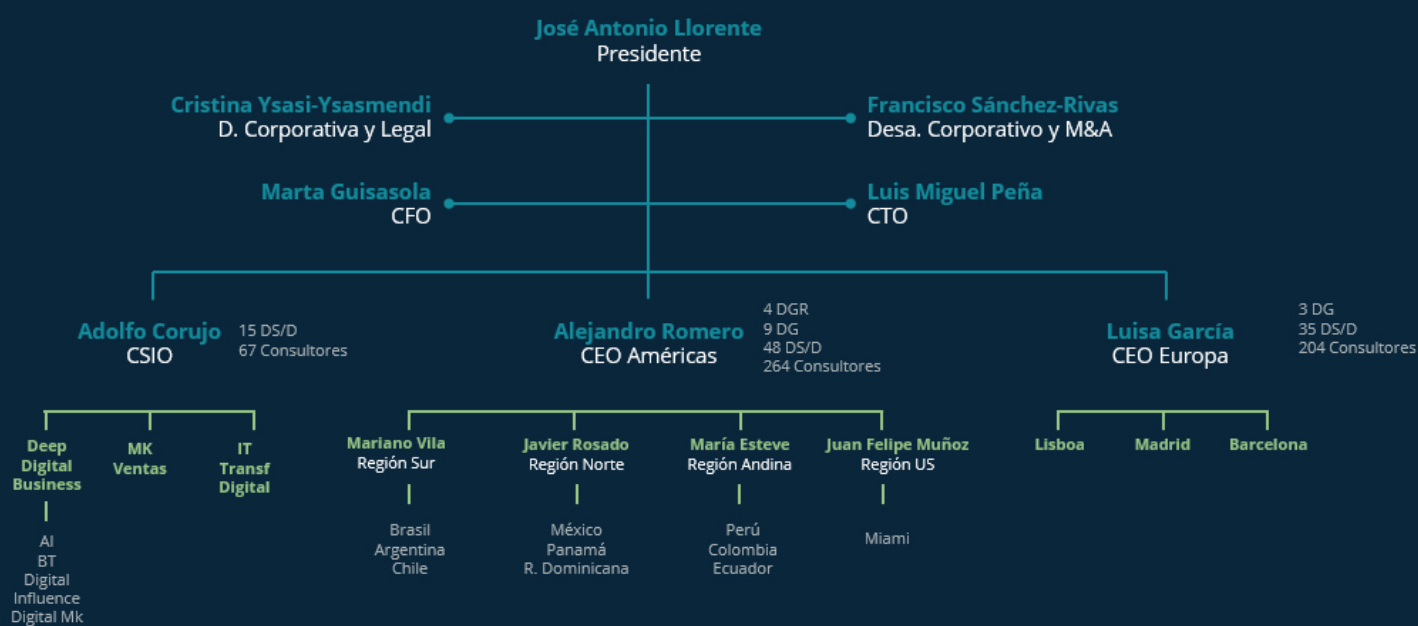 José Antonio Llorente
Presidente
Cristina Ysasi-Ysasmendi
D. Corporativa y Legal
Francisco Sánchez-Rivas
Desa. Corporativo y M&A
Marta Guisasola
CFO
Luis Miguel Peña
CTO
Adolfo Corujo
CSIO
15 DS/D
67 Consultores
Alejandro Romero
CEO Américas
4 DGR
9 DG
48 DS/D
264 Consultores
Luisa García
CEO Europa
3 DG
35 DS/D
204 Consultores
Deep
Digital
Business
AI
BT
Digital
Influence
Digital Mk
MK
Ventas
IT
Transf
Digital
Mariano Vila
Región Sur
Brasil
Argentina
Chile
Javier Rosado
Región Norte
México
Panamá
R. Dominicana
María Esteve
Región Andina
Perú
Colombia
Ecuador
Juan Felipe Muñoz
Región US
Miami
Lisboa
Madrid
Barcelona